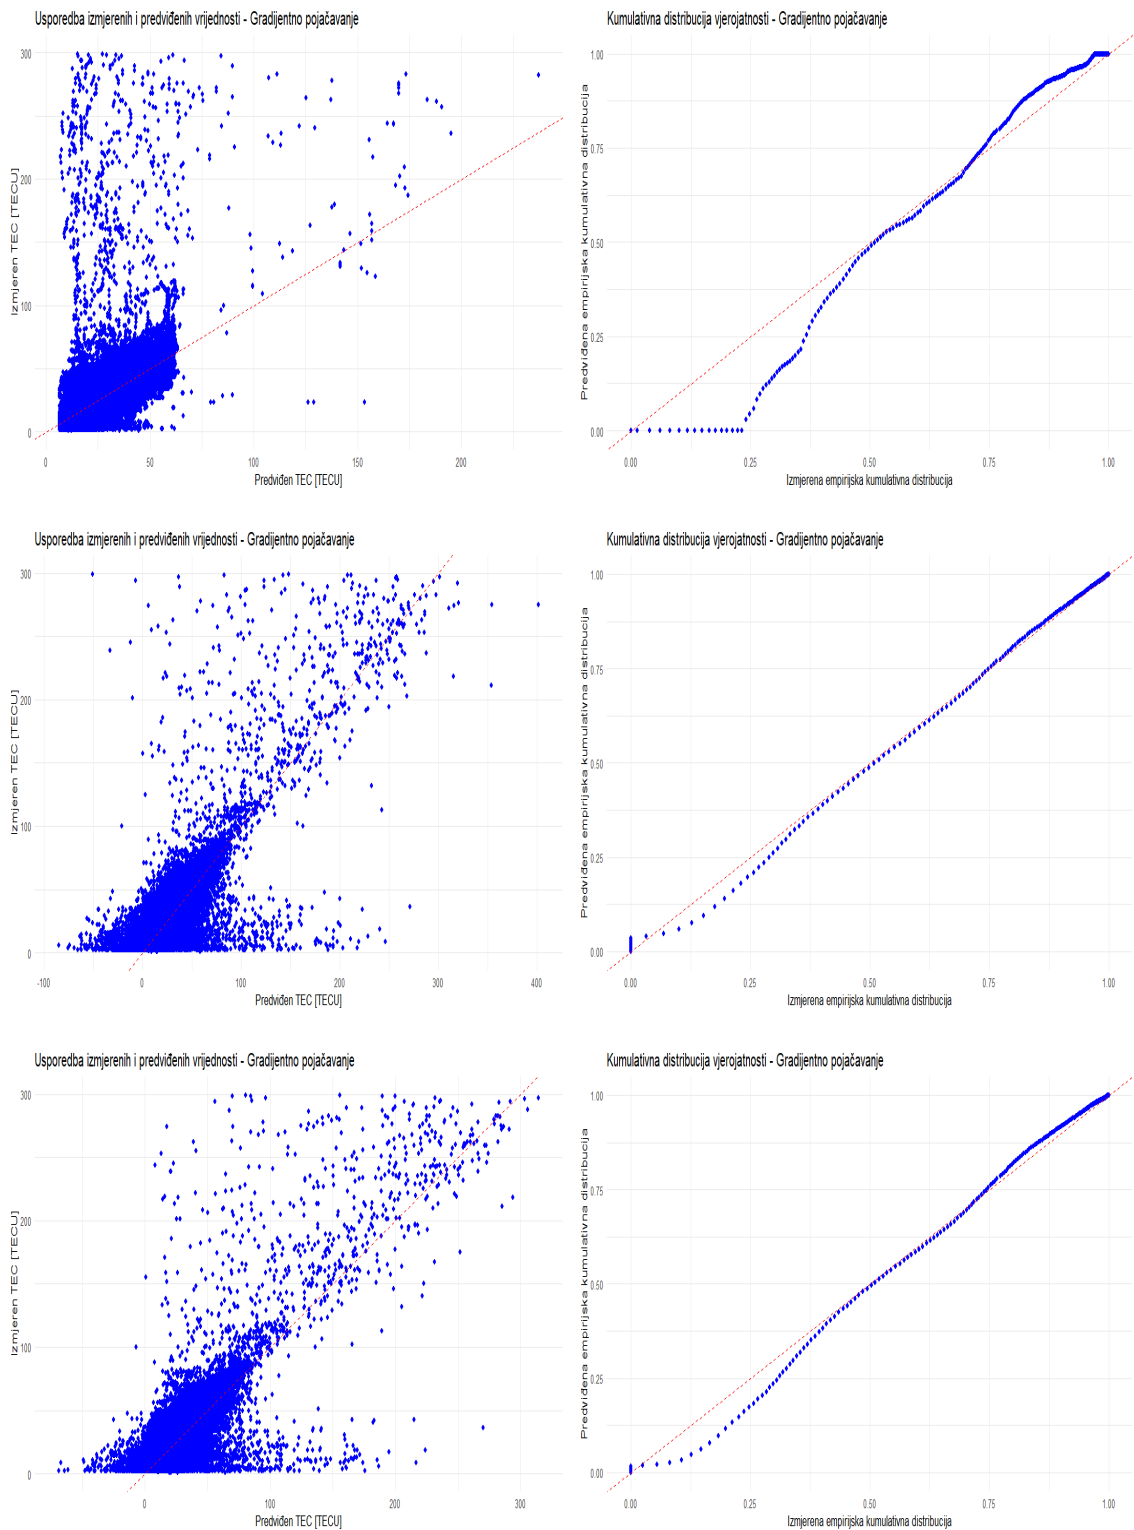 Usporedba izmjerenih i predviđenih vrijednosti - Gradijentno pojačavanje
Izmjeren TEC [TECU]
300
200
100
0
0 50 100 150 200
Predviđen TEC [TECU]
Kumulativna distribucija vjerojatnosti - Gradijentno pojačavanje
Predviđena empirijska kumulativna distribucija
1.00
0.75
0.50
0.25
0.00
0.00 0.25 0.50 0.75 1.00
Izmjerena empirijska kumulativna distribucija
Usporedba izmjerenih i predviđenih vrijednosti - Gradijentno pojačavanje
Izmjeren TEC [TECU]
300
200
100
0
-100 0 100 200 300 400
Predviđen TEC [TECU]
Kumulativna distribucija vjerojatnosti - Gradijentno pojačavanje
Predviđena empirijska kumulativna distribucija
1.00
0.75
0.50
0.25
0.00
0.00 0.25 0.50 0.75 1.00
Izmjerena empirijska kumulativna distribucija
Usporedba izmjerenih i predviđenih vrijednosti - Gradijentno pojačavanje
Izmjeren TEC [TECU]
300
200
100
0
0 100 200 300
Predviđen TEC [TECU]
Kumulativna distribucija vjerojatnosti - Gradijentno pojačavanje
Predviđena empirijska kumulativna distribucija
1.00
0.75
0.50
0.25
0.00
0.00 0.25 0.50 0.75 1.00
Izmjerena empirijska kumulativna distribucija